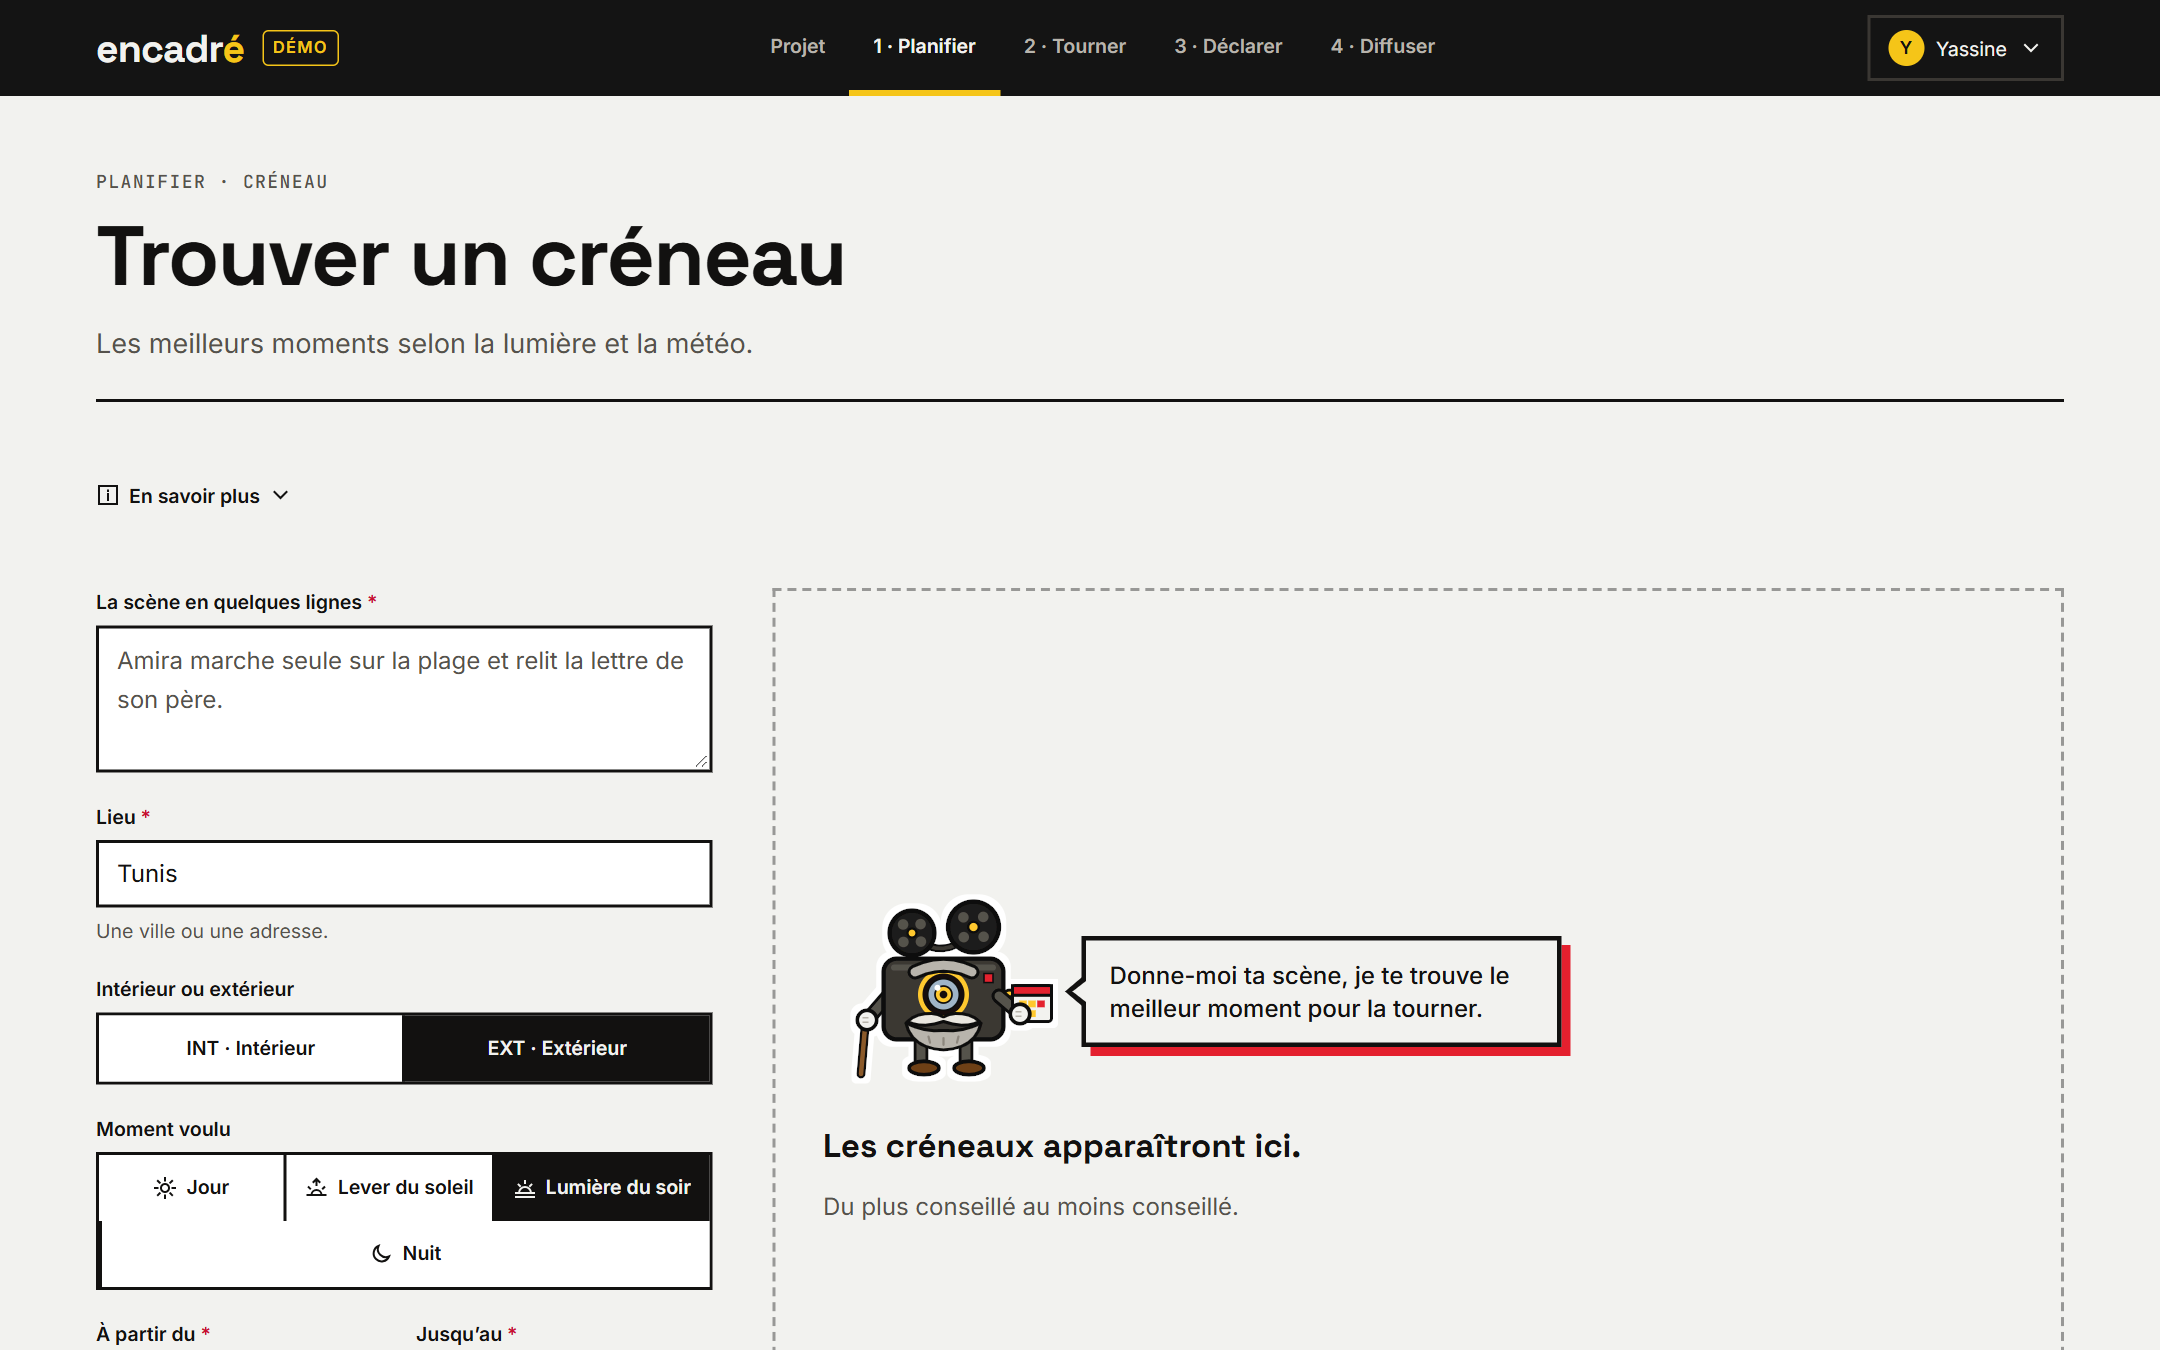 encadré DÉMO Projet 1 · Planifier 2 · Tourner 3 · Déclarer 4 · Diffuser Y Yassine
PLANIFIER · CRÉNEAU
Trouver un créneau
Les meilleurs moments selon la lumière et la météo.
En savoir plus
La scène en quelques lignes *
Amira marche seule sur la plage et relit la lettre de
son père.
Lieu *
Tunis
Une ville ou une adresse.
Intérieur ou extérieur
INT · Intérieur EXT · Extérieur
Moment voulu
Jour Lever du soleil Lumière du soir
Nuit
À partir du * Jusqu’au *
Donne-moi ta scène, je te trouve le
meilleur moment pour la tourner.
Les créneaux apparaîtront ici.
Du plus conseillé au moins conseillé.